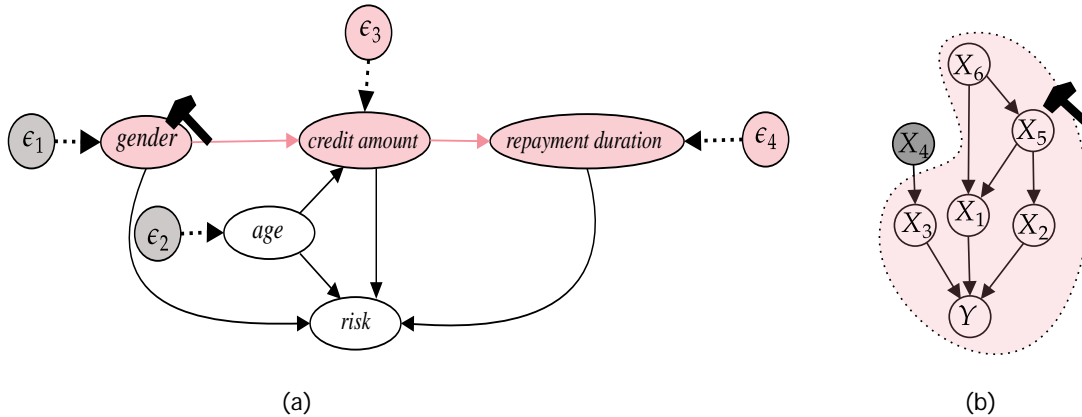 ϵ3
ϵ1
gender
credit amount
repayment duration
ϵ4
ϵ2
age
risk
(a)
X6
X5
X4
X3
X1
X2
Y
(b)